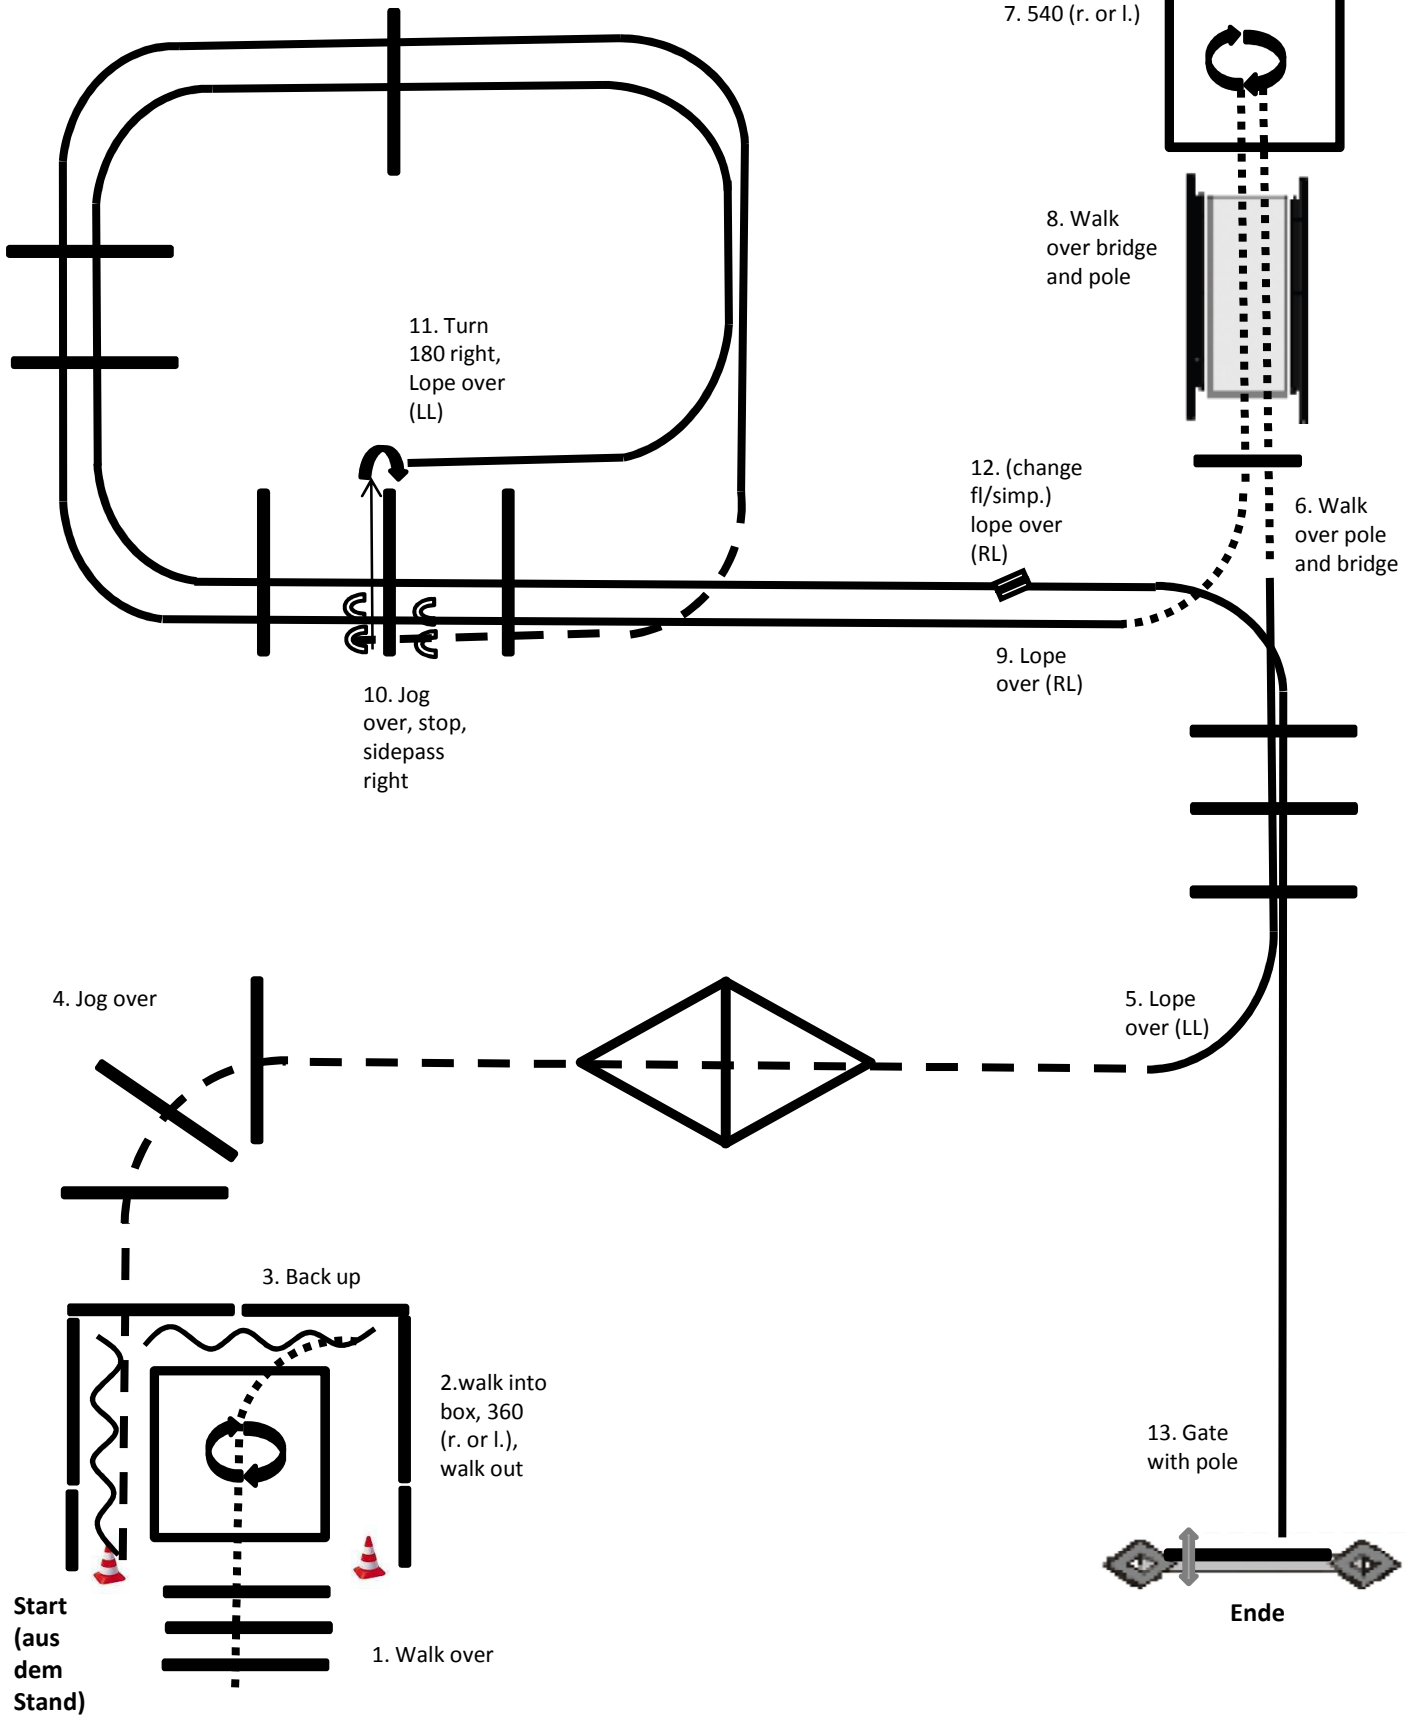 7. 540 (r. or l.)
8. Walk
over bridge
and pole
11. Turn
180 right,
Lope over
(LL)
12. (change
fl/simp.)
lope over
(RL)
6. Walk
over pole
and bridge
9. Lope
over (RL)
10. Jog
over, stop,
sidepass
right
4. Jog over
5. Lope
over (LL)
3. Back up
2.walk into
box, 360
(r. or l.),
walk out
13. Gate
with pole
Start
(aus
dem
Stand)
1. Walk over
Ende